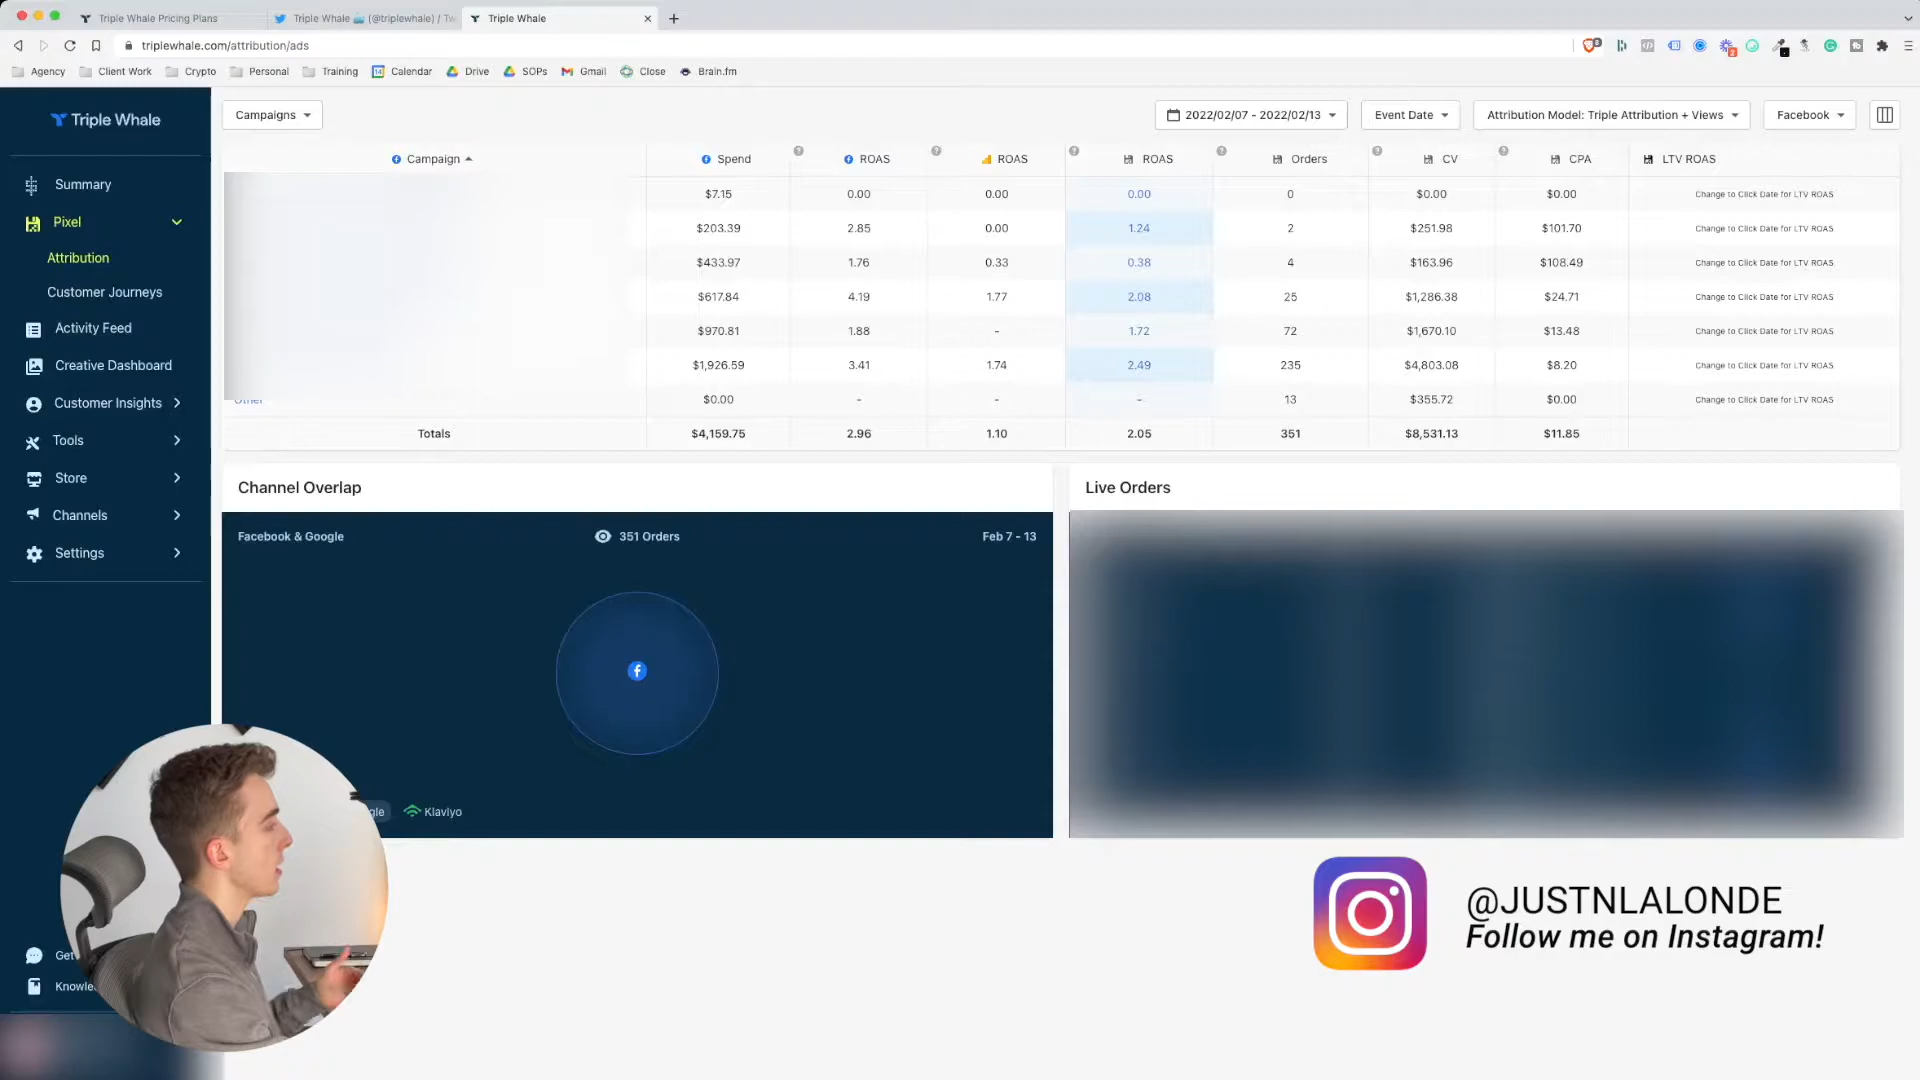 Triple Whale Pricing Plans
Triple Whale 🐳 (@triplewhale) / Tw
Triple Whale
triplewhale.com/attribution/ads
Agency
Client Work
Crypto
Personal
Training
Calendar
Drive
SOPs
Gmail
Close
Brain.fm
Triple Whale
Summary
Pixel
Attribution
Customer Journeys
Activity Feed
Creative Dashboard
Customer Insights
Tools
Store
Channels
Settings
Get
Campaigns
2022/02/07 - 2022/02/13
Event Date
Attribution Model: Triple Attribution + Views
Facebook
Campaign Spend ROAS ROAS ROAS Orders CV CPA LTV ROAS
$7.15 0.00 0.00 0.00 0 $0.00 $0.00 Change to Click Date for LTV ROAS
$203.39 2.85 0.00 1.24 2 $251.98 $101.70 Change to Click Date for LTV ROAS
$433.97 1.76 0.33 0.38 4 $163.96 $108.49 Change to Click Date for LTV ROAS
$617.84 4.19 1.77 2.08 25 $1,286.38 $24.71 Change to Click Date for LTV ROAS
$970.81 1.88 - 1.72 72 $1,670.10 $13.48 Change to Click Date for LTV ROAS
$1,926.59 3.41 1.74 2.49 235 $4,803.08 $8.20 Change to Click Date for LTV ROAS
Other $0.00 - - - 13 $355.72 $0.00 Change to Click Date for LTV ROAS
Totals $4,159.75 2.96 1.10 2.05 351 $8,531.13 $11.85
Channel Overlap
Facebook & Google
351 Orders
Feb 7 - 13
Klaviyo
Live Orders
@JUSTNLALONDE
Follow me on Instagram!